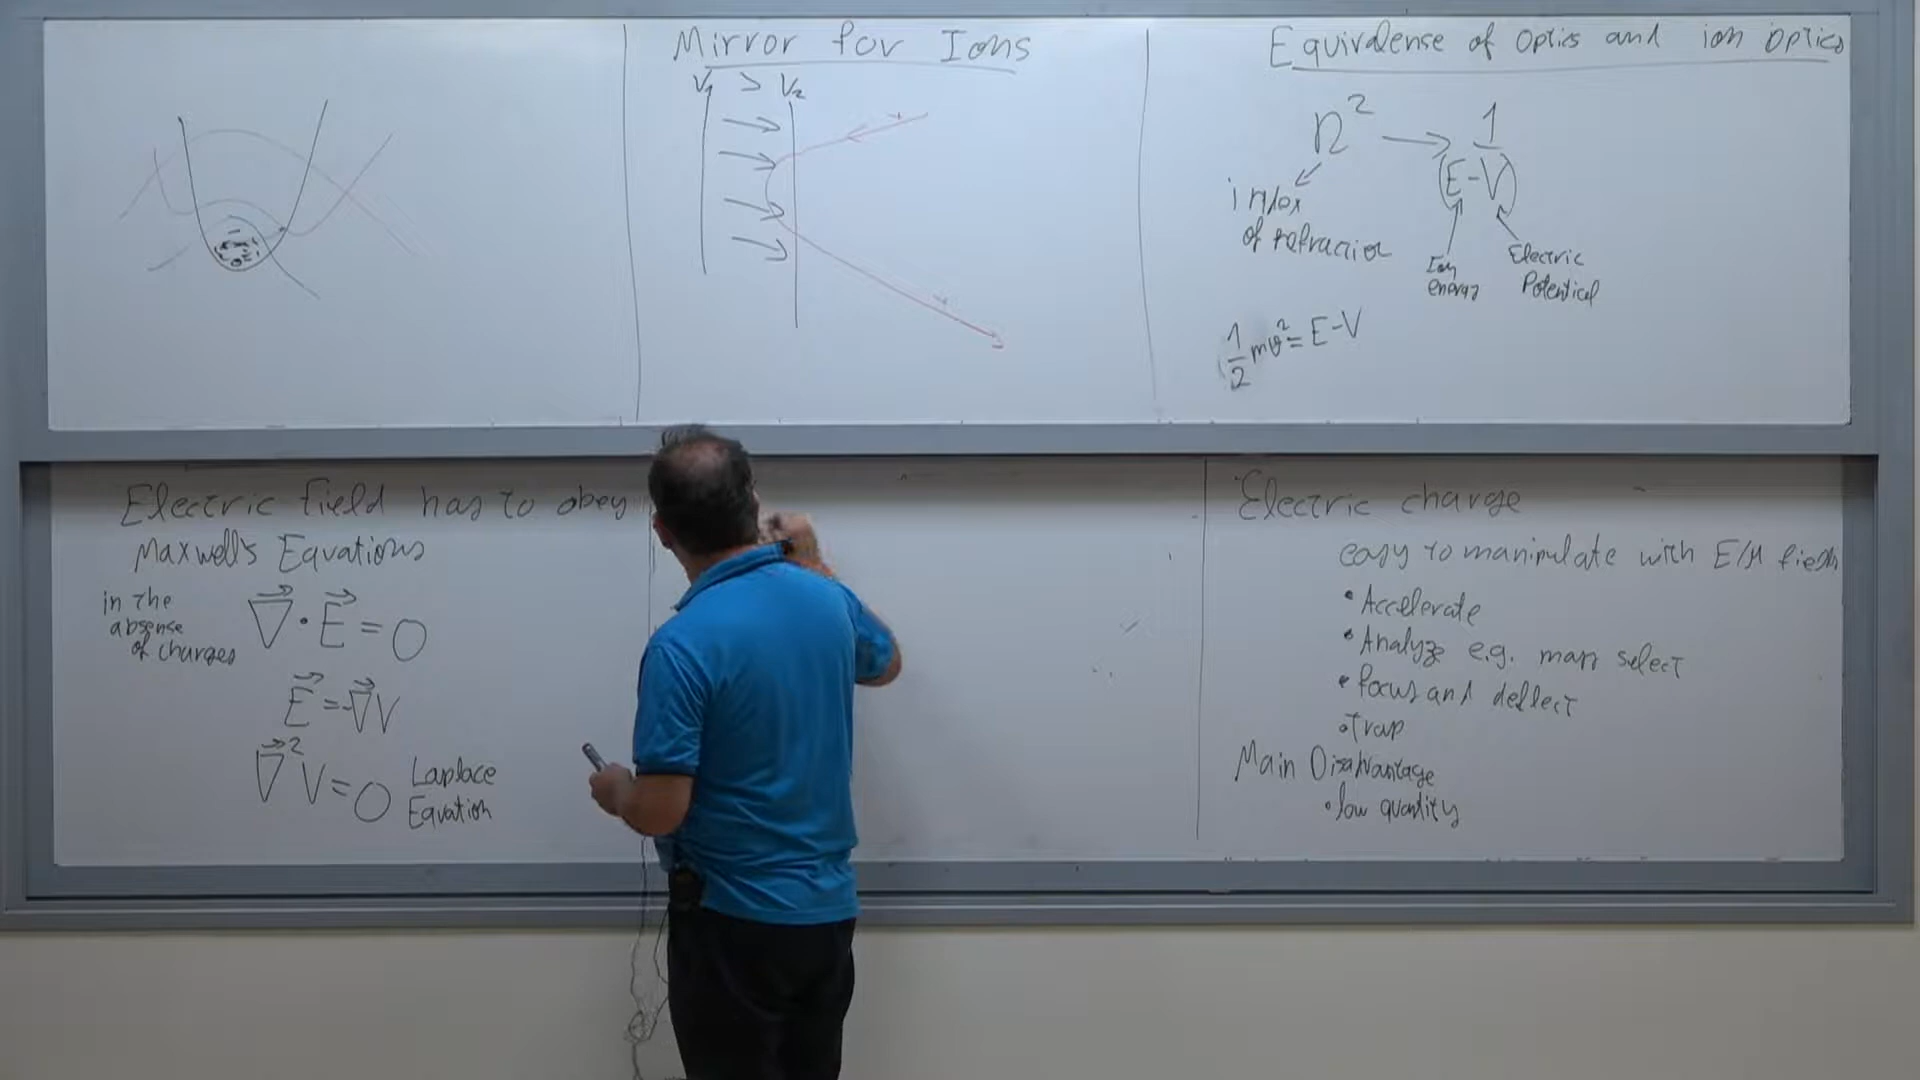 Mirror for Ions
V1 > V2
Equivalense of optics and ion optics
n² → 1/(E-V)
index
of refraction
Ion
energy
Electric
Potential
1/2 mv² = E-V
Electric field has to obey
Maxwell's Equations
in the
absense
of charges
∇⃗ · E⃗ = 0
E⃗ = -∇⃗V
∇⃗²V = 0
Laplace
Equation
Electric charge
easy to manipulate with E/M fields
• Accelerate
• Analyze e.g. mass select
• focus and deflect
• Trap
Main Disadvantage
• low quantity